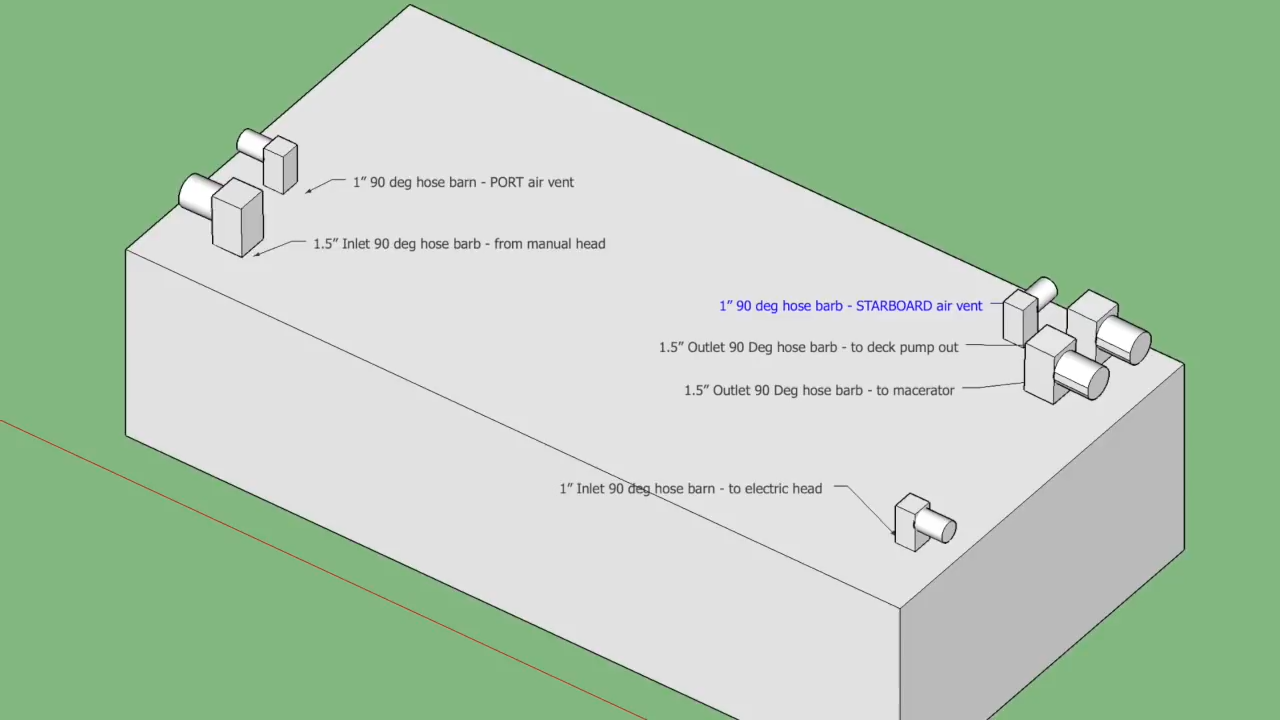 1” 90 deg hose barn - PORT air vent
1.5” Inlet 90 deg hose barb - from manual head
1” 90 deg hose barb - STARBOARD air vent
1.5” Outlet 90 Deg hose barb - to deck pump out
1.5” Outlet 90 Deg hose barb - to macerator
1” Inlet 90 deg hose barn - to electric head